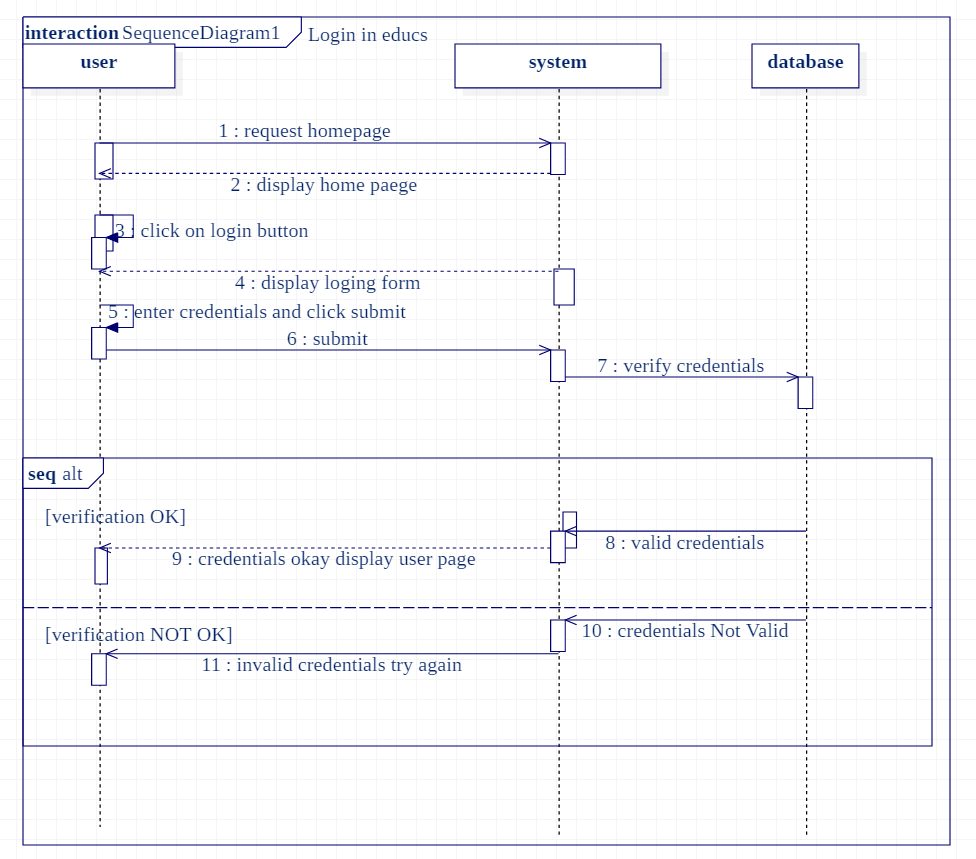 interaction SequenceDiagram1 Login in educs
user system database
1 : request homepage
2 : display home paege
3 : click on login button
4 : display loging form
5 : enter credentials and click submit
6 : submit
7 : verify credentials
seq alt
[verification OK]
8 : valid credentials
9 : credentials okay display user page
[verification NOT OK]
10 : credentials Not Valid
11 : invalid credentials try again